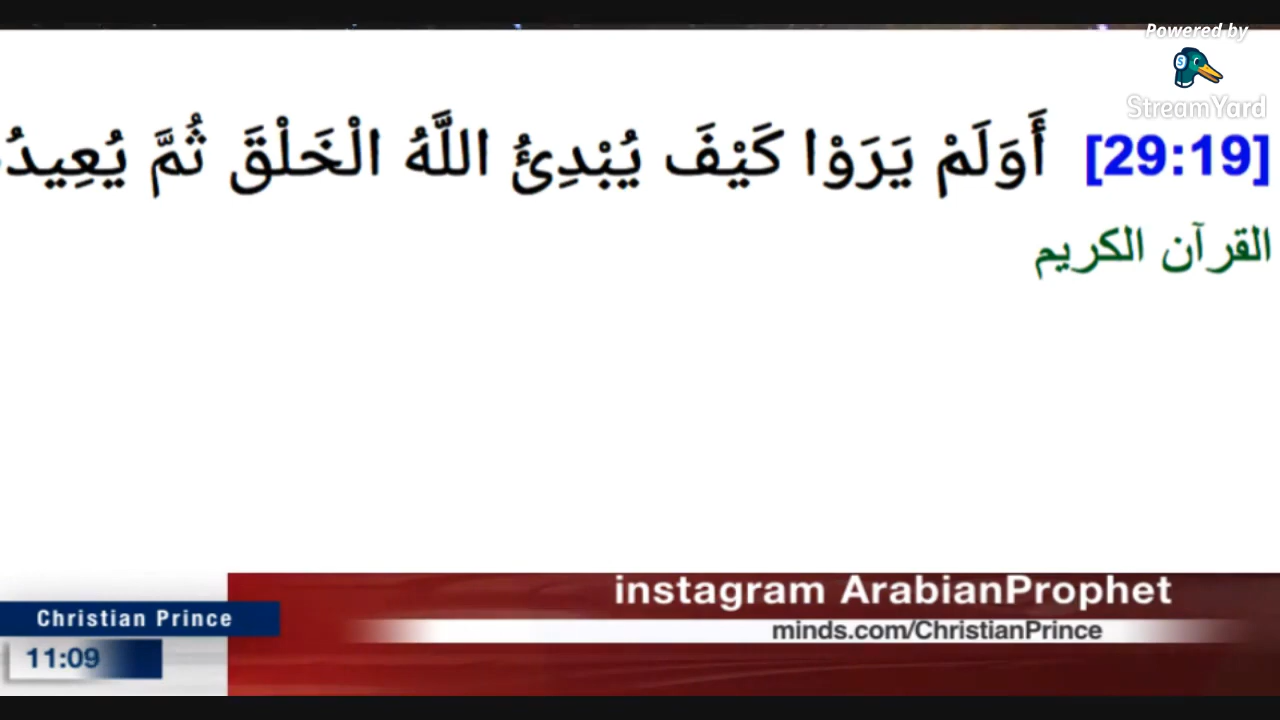 Powered by
StreamYard
[29:19] أَوَلَمْ يَرَوْا كَيْفَ يُبْدِئُ اللَّهُ الْخَلْقَ ثُمَّ يُعِيدُ
القرآن الكريم
instagram ArabianProphet
Christian Prince
minds.com/ChristianPrince
11:09